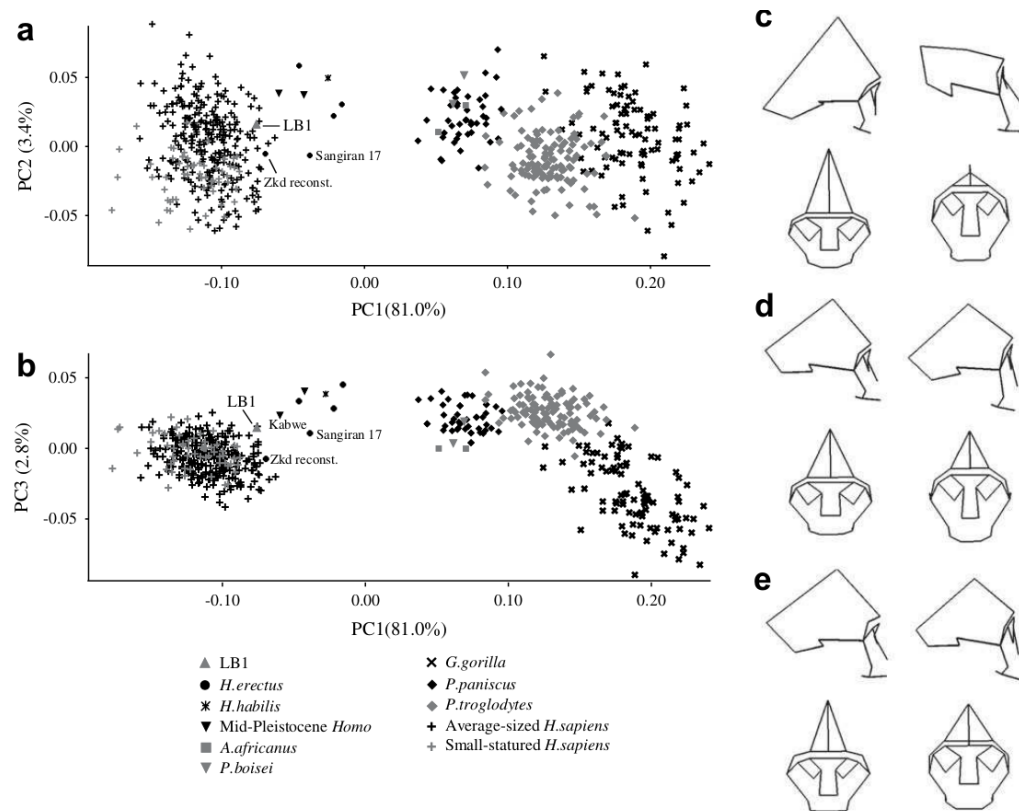 a
0.05
0.00
-0.05
PC2 (3.4%)
LB1
Sangiran 17
Zkd reconst.
-0.10
0.00
0.10
0.20
PC1(81.0%)
b
0.05
0.00
-0.05
PC3 (2.8%)
LB1
Kabwe
Sangiran 17
Zkd reconst.
-0.10
0.00
0.10
0.20
PC1(81.0%)
LB1
H.erectus
H.habilis
Mid-Pleistocene Homo
A.africanus
P.boisei
G.gorilla
P.paniscus
P.troglodytes
Average-sized H.sapiens
Small-statured H.sapiens
c
d
e